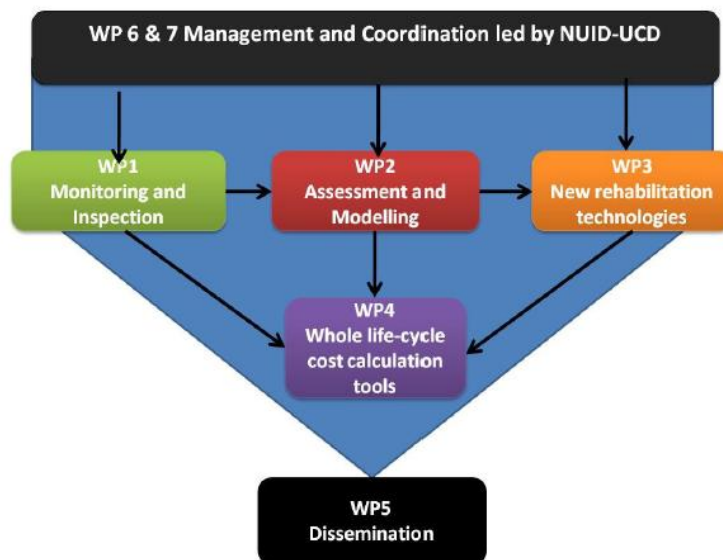 WP 6 & 7 Management and Coordination led by NUID-UCD
WP1
Monitoring and
Inspection
WP2
Assessment and
Modelling
WP3
New rehabilitation
technologies
WP4
Whole life-cycle
cost calculation
tools
WP5
Dissemination